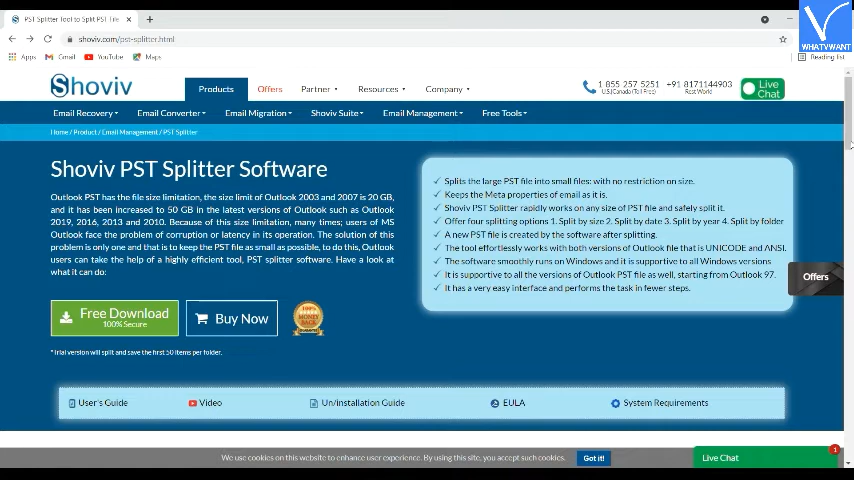 PST Splitter Tool to Split PST File
WHATVWANT
shoviv.com/pst-splitter.html
Apps Gmail YouTube Maps Reading list
Shoviv Products Offers Partner Resources Company 1 855 257 5251 U.S.|Canada (Toll Free) +91 8171144903 Rest World Live Chat
Email Recovery Email Converter Email Migration Shoviv Suite Email Management Free Tools
Home / Product / Email Management / PST Splitter
Shoviv PST Splitter Software
Outlook PST has the file size limitation, the size limit of Outlook 2003 and 2007 is 20 GB,
and it has been increased to 50 GB in the latest versions of Outlook such as Outlook
2019, 2016, 2013 and 2010. Because of this size limitation, many times; users of MS
Outlook face the problem of corruption or latency in its operation. The solution of this
problem is only one and that is to keep the PST file as small as possible, to do this, Outlook
users can take the help of a highly efficient tool, PST splitter software. Have a look at
what it can do:
Splits the large PST file into small files: with no restriction on size.
Keeps the Meta properties of email as it is.
Shoviv PST Splitter rapidly works on any size of PST file and safely split it.
Offer four splitting options 1. Split by size 2. Split by date 3. Split by year 4. Split by folder
A new PST file is created by the software after splitting.
The tool effortlessly works with both versions of Outlook file that is UNICODE and ANSI.
The software smoothly runs on Windows and it is supportive to all Windows versions
It is supportive to all the versions of Outlook PST file as well, starting from Outlook 97.
It has a very easy interface and performs the task in fewer steps.
Offers
Free Download
100% Secure
Buy Now
100%
MONEY
BACK
GUARANTEE
*Trial version will split and save the first 50 items per folder.
User's Guide Video Un/installation Guide EULA System Requirements
We use cookies on this website to enhance user experience. By using this site, you accept such cookies. Got it!
Live Chat 1